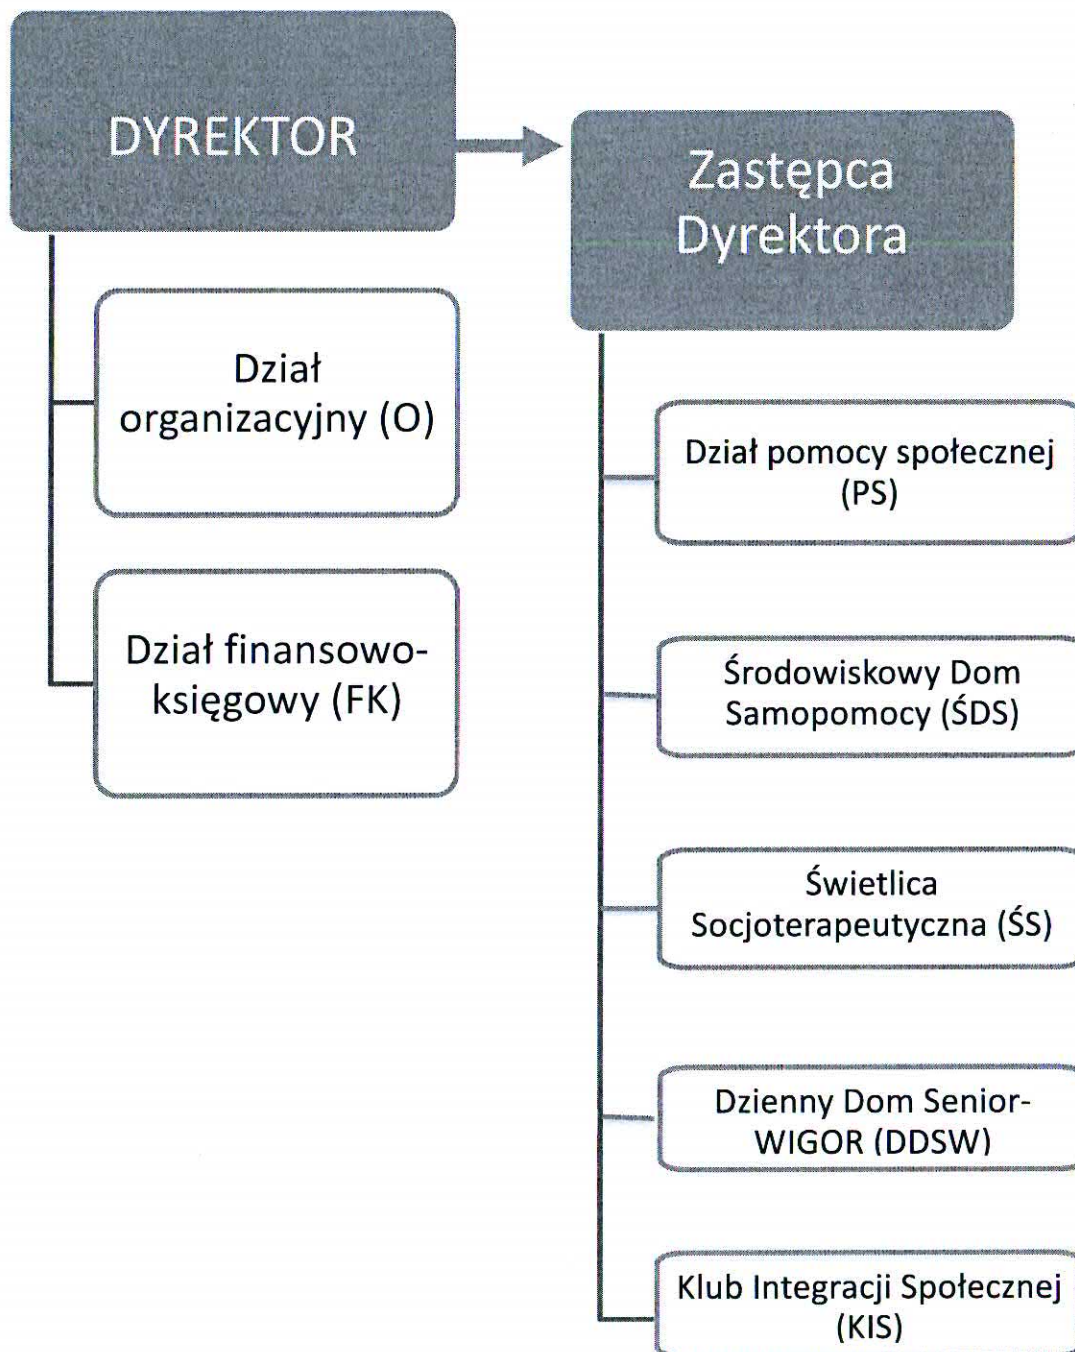 DYREKTOR
Zastępca
Dyrektora
Dział
organizacyjny (O)
Dział finansowo-
księgowy (FK)
Dział pomocy społecznej
(PS)
Środowiskowy Dom
Samopomocy (ŚDS)
Świetlica
Socjoterapeutyczna (ŚS)
Dzienny Dom Senior-
WIGOR (DDSW)
Klub Integracji Społecznej
(KIS)